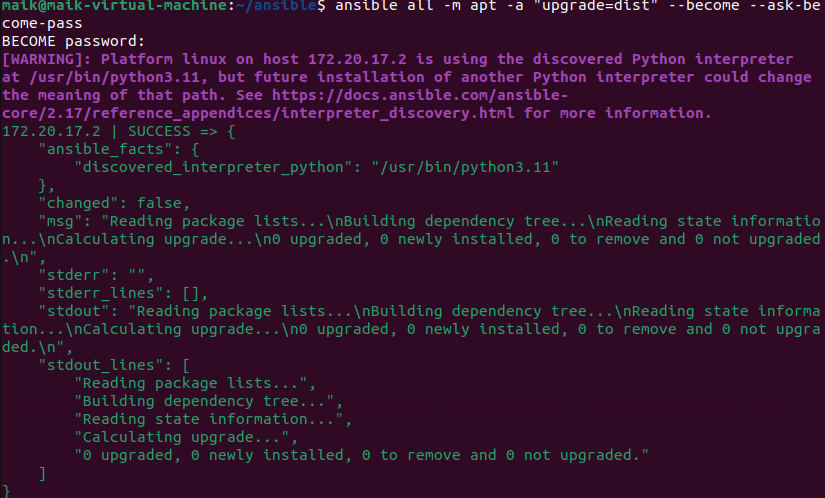 maik@maik-virtual-machine:~/ansible$ ansible all -m apt -a "upgrade=dist" --become --ask-be
come-pass
BECOME password:
[WARNING]: Platform linux on host 172.20.17.2 is using the discovered Python interpreter
at /usr/bin/python3.11, but future installation of another Python interpreter could change
the meaning of that path. See https://docs.ansible.com/ansible-
core/2.17/reference_appendices/interpreter_discovery.html for more information.
172.20.17.2 | SUCCESS => {
    "ansible_facts": {
        "discovered_interpreter_python": "/usr/bin/python3.11"
    },
    "changed": false,
    "msg": "Reading package lists...\nBuilding dependency tree...\nReading state informatio
n...\nCalculating upgrade...\n0 upgraded, 0 newly installed, 0 to remove and 0 not upgraded
.\n",
    "stderr": "",
    "stderr_lines": [],
    "stdout": "Reading package lists...\nBuilding dependency tree...\nReading state informa
tion...\nCalculating upgrade...\n0 upgraded, 0 newly installed, 0 to remove and 0 not upgra
ded.\n",
    "stdout_lines": [
        "Reading package lists...",
        "Building dependency tree...",
        "Reading state information...",
        "Calculating upgrade...",
        "0 upgraded, 0 newly installed, 0 to remove and 0 not upgraded."
    ]
}